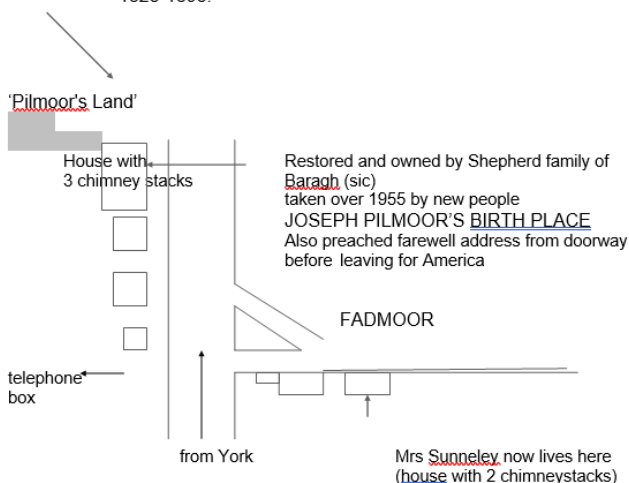 'Pilmoor's Land'
House with
3 chimney stacks
Restored and owned by Shepherd family of
Baragh (sic)
taken over 1955 by new people
JOSEPH PILMOOR'S BIRTH PLACE
Also preached farewell address from doorway
before leaving for America
FADMOOR
telephone
box
from York
Mrs Sunneley now lives here
(house with 2 chimneystacks)